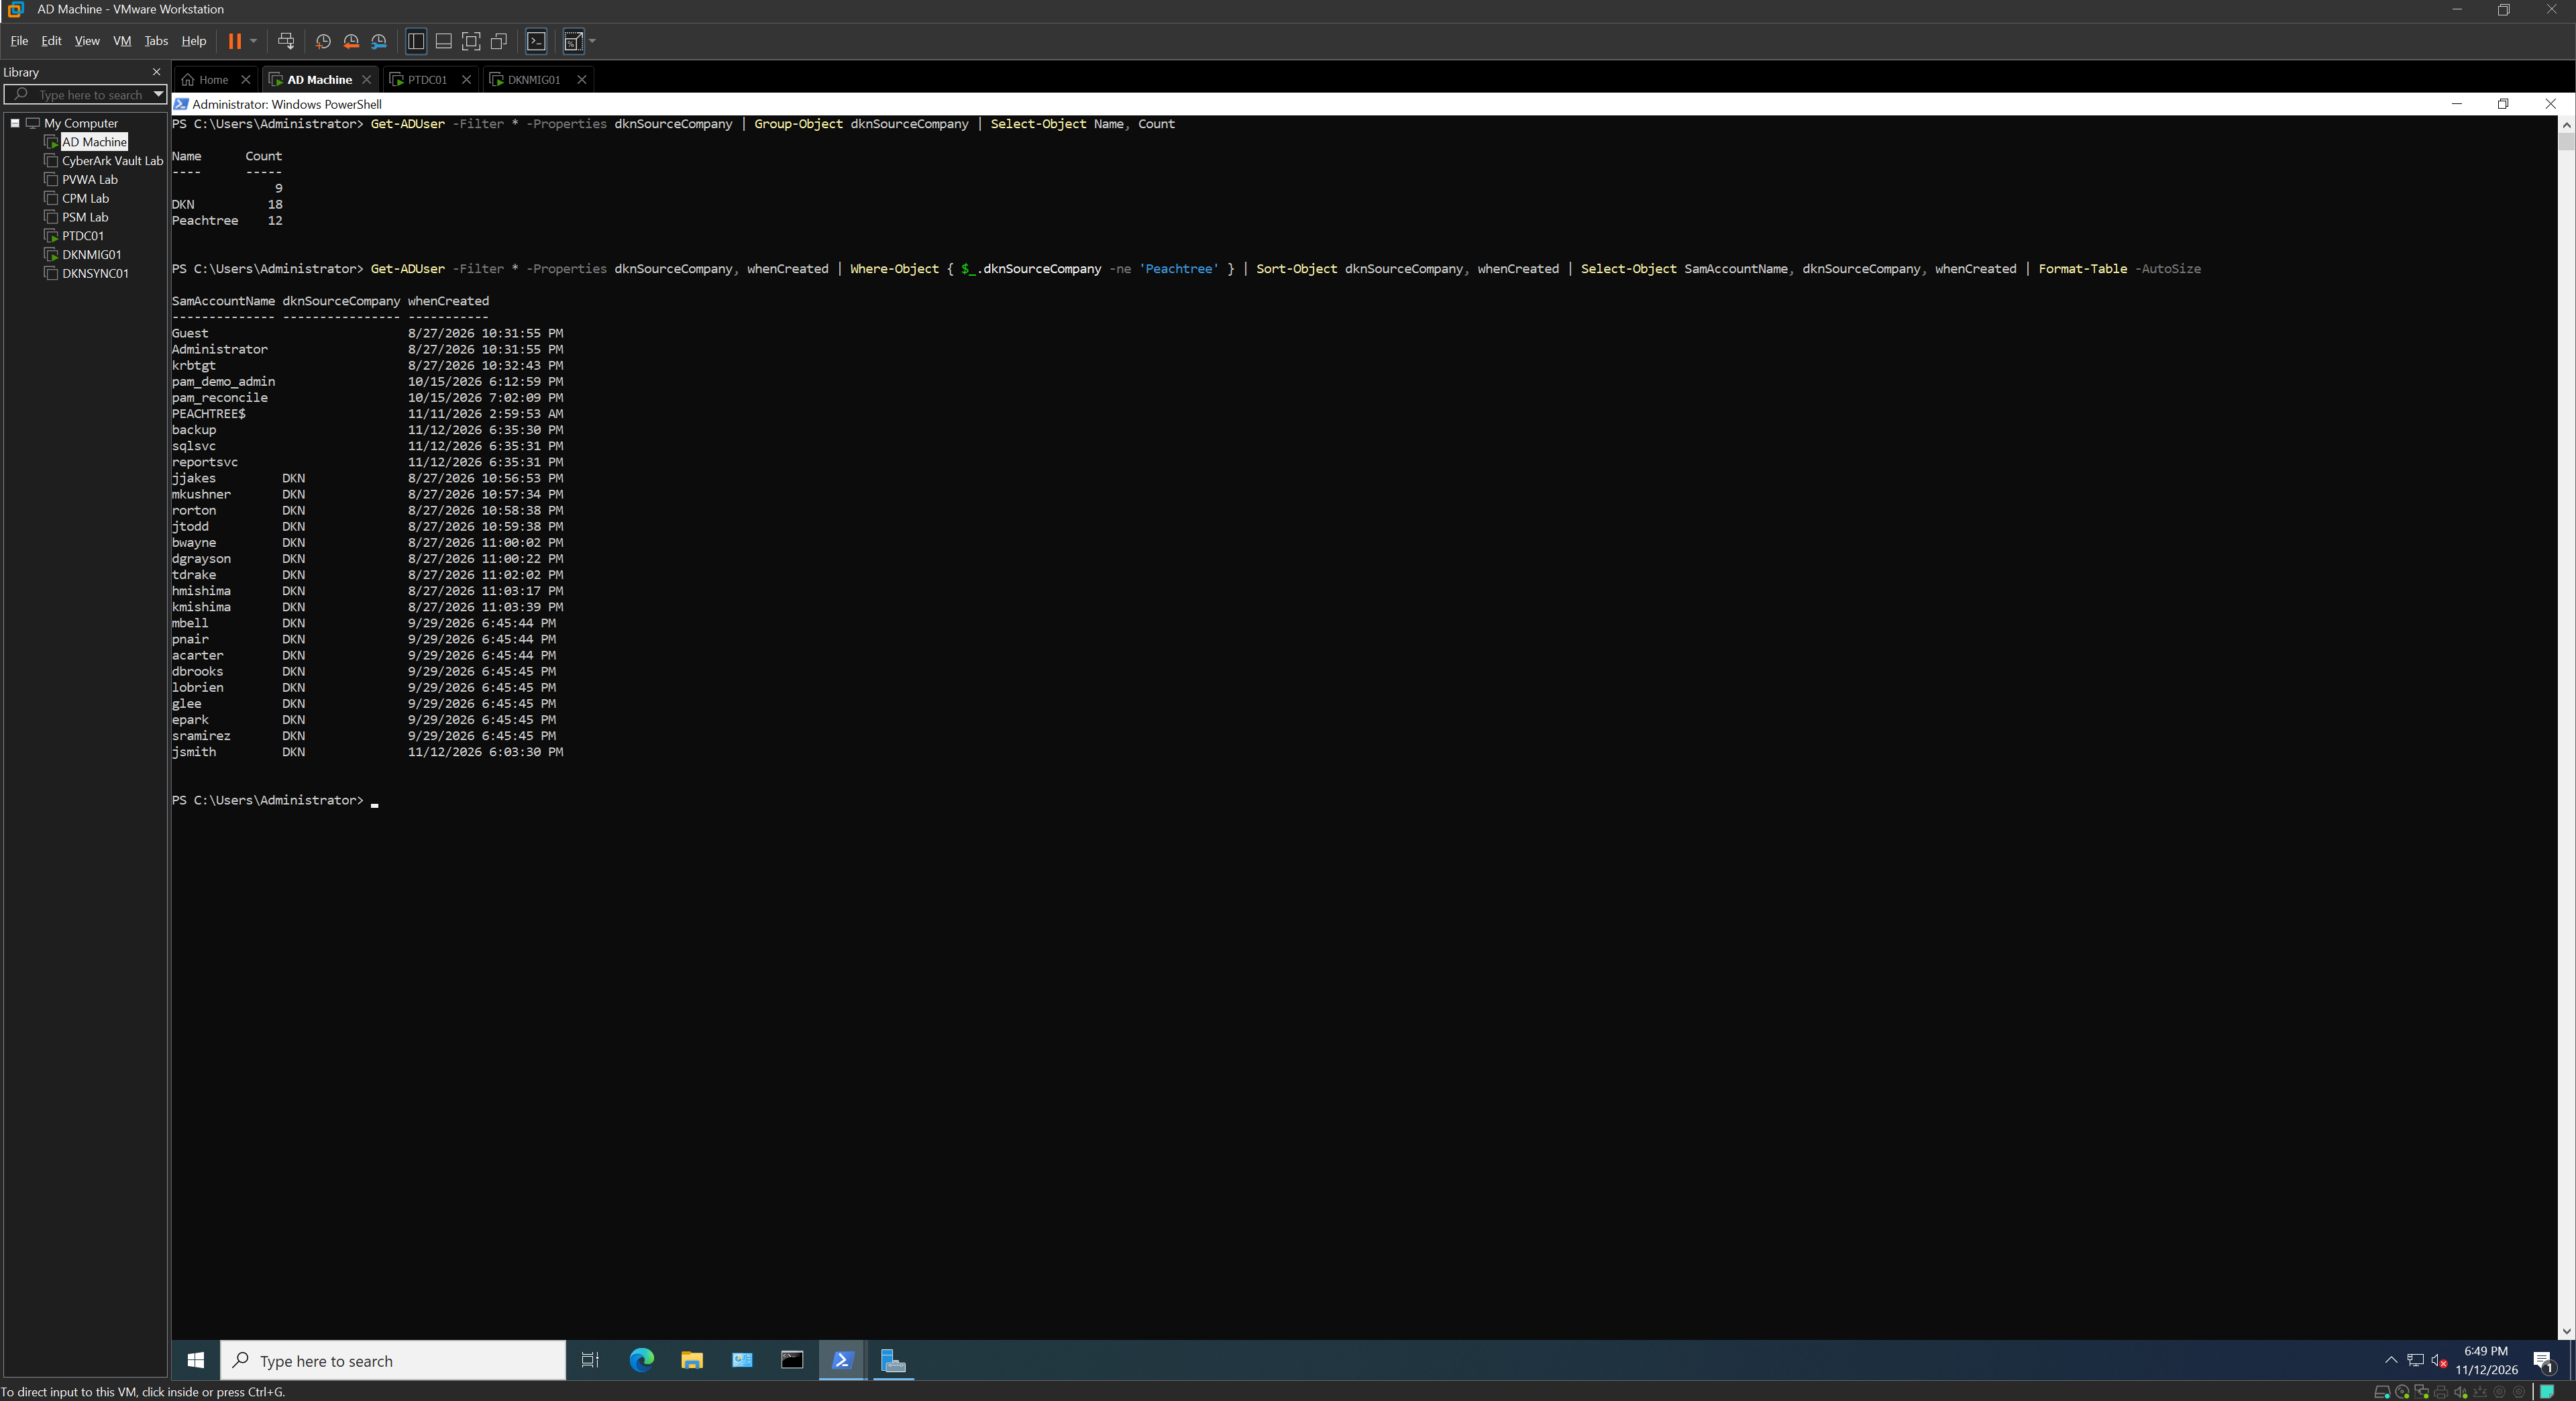 AD Machine - VMware Workstation
File Edit View VM Tabs Help
Library
Type here to search
My Computer
AD Machine
CyberArk Vault Lab
PVWA Lab
CPM Lab
PSM Lab
PTDC01
DKNMIG01
DKNSYNC01
Home AD Machine PTDC01 DKNMIG01
Administrator: Windows PowerShell
PS C:\Users\Administrator> Get-ADUser -Filter * -Properties dknSourceCompany | Group-Object dknSourceCompany | Select-Object Name, Count
Name Count
---- -----
9
DKN 18
Peachtree 12
PS C:\Users\Administrator> Get-ADUser -Filter * -Properties dknSourceCompany, whenCreated | Where-Object { $_.dknSourceCompany -ne 'Peachtree' } | Sort-Object dknSourceCompany, whenCreated | Select-Object SamAccountName, dknSourceCompany, whenCreated | Format-Table -AutoSize
SamAccountName dknSourceCompany whenCreated
-------------- ---------------- -----------
Guest 8/27/2026 10:31:55 PM
Administrator 8/27/2026 10:31:55 PM
krbtgt 8/27/2026 10:32:43 PM
pam_demo_admin 10/15/2026 6:12:59 PM
pam_reconcile 10/15/2026 7:02:09 PM
PEACHTREE$ 11/11/2026 2:59:53 AM
backup 11/12/2026 6:35:30 PM
sqlsvc 11/12/2026 6:35:31 PM
reportsvc 11/12/2026 6:35:31 PM
jjakes DKN 8/27/2026 10:56:53 PM
mkushner DKN 8/27/2026 10:57:34 PM
rorton DKN 8/27/2026 10:58:38 PM
jtodd DKN 8/27/2026 10:59:38 PM
bwayne DKN 8/27/2026 11:00:02 PM
dgrayson DKN 8/27/2026 11:00:22 PM
tdrake DKN 8/27/2026 11:02:02 PM
hmishima DKN 8/27/2026 11:03:17 PM
kmishima DKN 8/27/2026 11:03:39 PM
mbell DKN 9/29/2026 6:45:44 PM
pnair DKN 9/29/2026 6:45:44 PM
acarter DKN 9/29/2026 6:45:44 PM
dbrooks DKN 9/29/2026 6:45:45 PM
lobrien DKN 9/29/2026 6:45:45 PM
glee DKN 9/29/2026 6:45:45 PM
epark DKN 9/29/2026 6:45:45 PM
sramirez DKN 9/29/2026 6:45:45 PM
jsmith DKN 11/12/2026 6:03:30 PM
PS C:\Users\Administrator>
Type here to search
6:49 PM
11/12/2026
1
To direct input to this VM, click inside or press Ctrl+G.